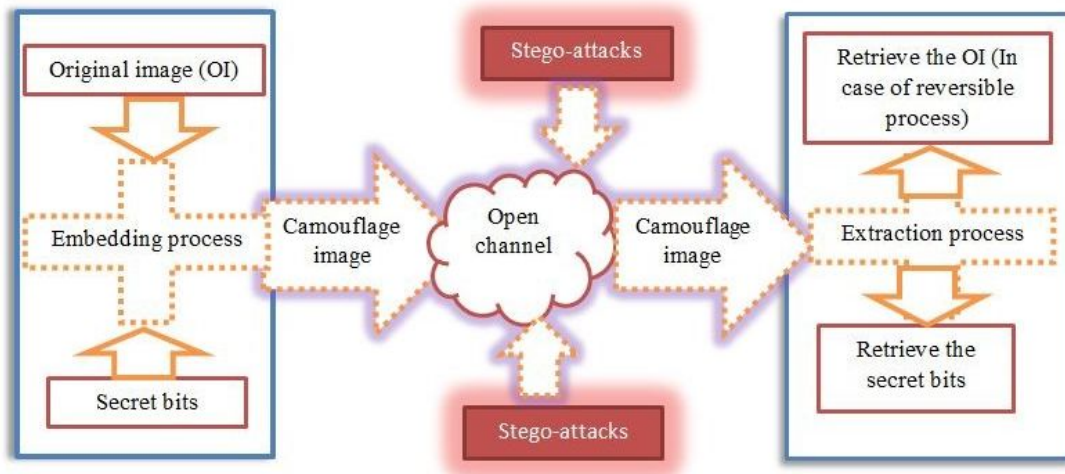 Original image (OI)
Embedding process
Secret bits
Camouflage
image
Stego-attacks
Open
channel
Stego-attacks
Camouflage
image
Retrieve the OI (In
case of reversible
process)
Extraction process
Retrieve the
secret bits